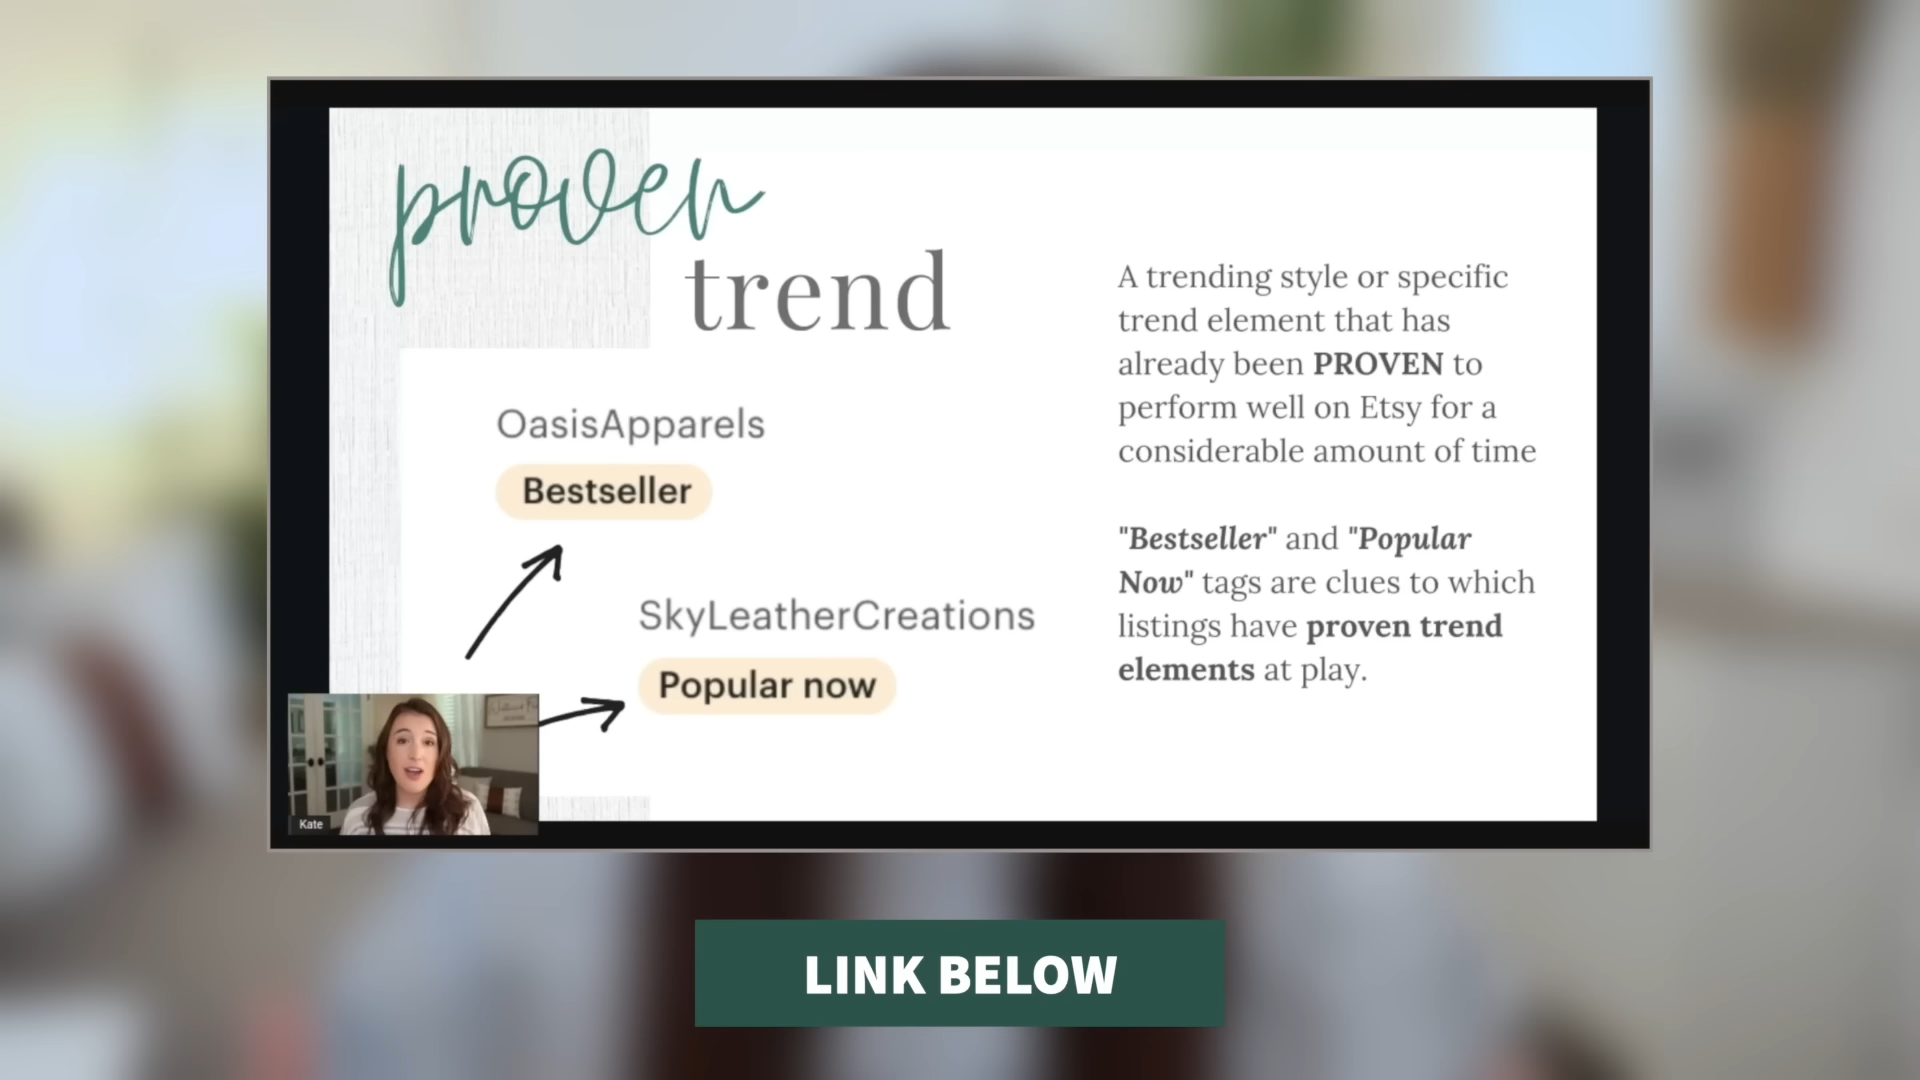 proven
trend
OasisApparels
Bestseller
SkyLeatherCreations
Popular now
A trending style or specific
trend element that has
already been PROVEN to
perform well on Etsy for a
considerable amount of time
"Bestseller" and "Popular
Now" tags are clues to which
listings have proven trend
elements at play.
Kate
LINK BELOW